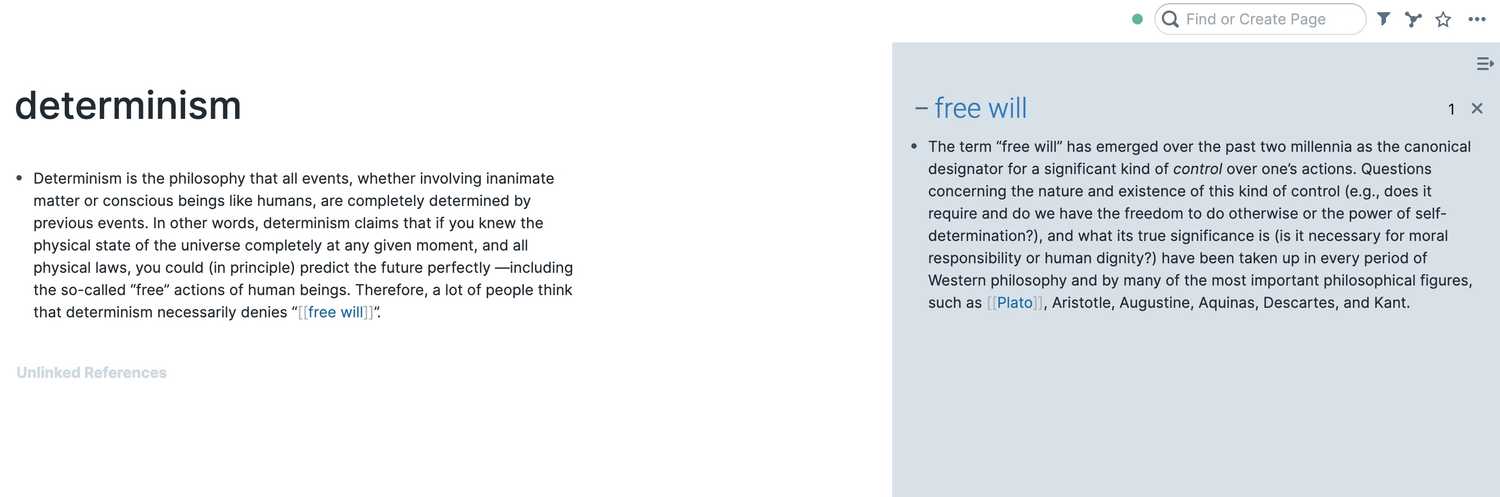 Find or Create Page
determinism
• Determinism is the philosophy that all events, whether involving inanimate
matter or conscious beings like humans, are completely determined by
previous events. In other words, determinism claims that if you knew the
physical state of the universe completely at any given moment, and all
physical laws, you could (in principle) predict the future perfectly —including
the so-called “free” actions of human beings. Therefore, a lot of people think
that determinism necessarily denies “[[free will]]”.
Unlinked References
– free will 1
• The term “free will” has emerged over the past two millennia as the canonical
designator for a significant kind of control over one’s actions. Questions
concerning the nature and existence of this kind of control (e.g., does it
require and do we have the freedom to do otherwise or the power of self-
determination?), and what its true significance is (is it necessary for moral
responsibility or human dignity?) have been taken up in every period of
Western philosophy and by many of the most important philosophical figures,
such as [[Plato]], Aristotle, Augustine, Aquinas, Descartes, and Kant.